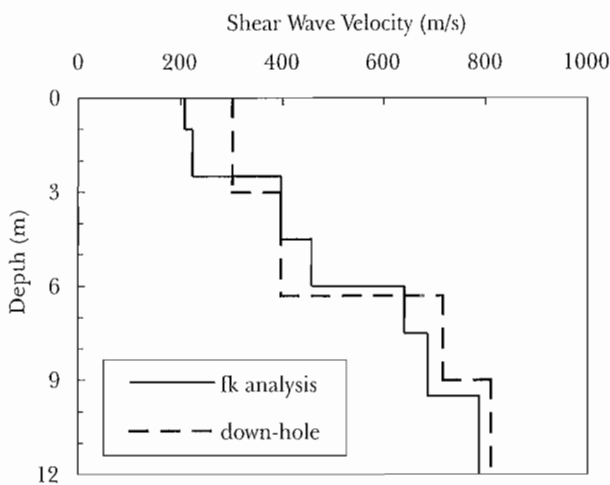 Shear Wave Velocity (m/s)
0 200 400 600 800 1000
0
3
6
9
12
Depth (m)
fk analysis
down-hole